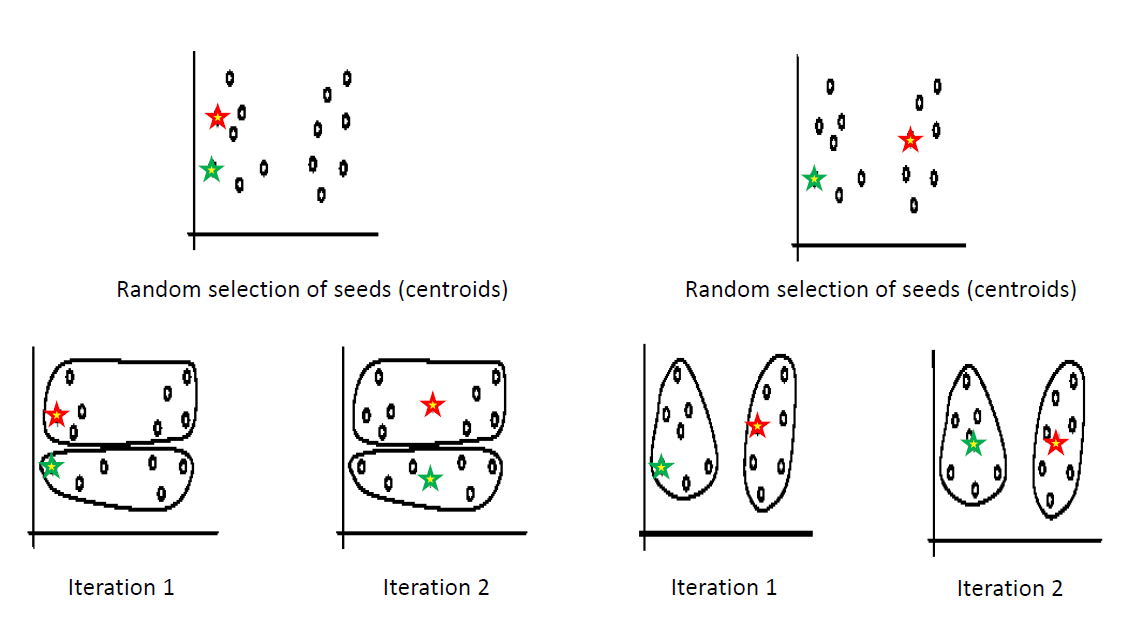 Random selection of seeds (centroids)
Random selection of seeds (centroids)
Iteration 1
Iteration 2
Iteration 1
Iteration 2